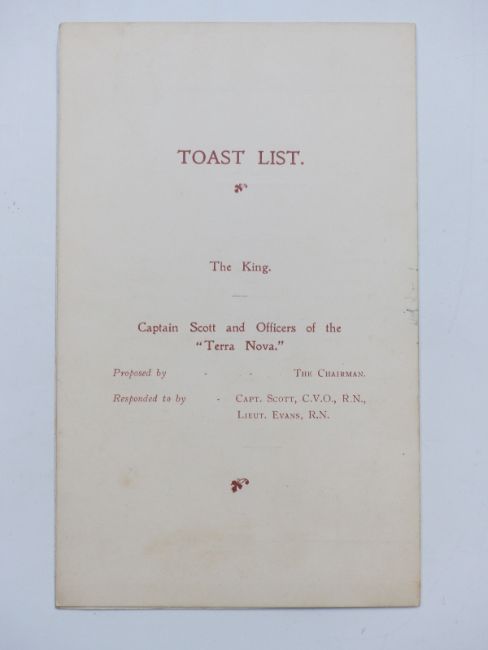 TOAST LIST.
The King.
Captain Scott and Officers of the
"Terra Nova."
Proposed by - - THE CHAIRMAN.
Responded to by - CAPT. SCOTT, C.V.O., R.N.,
LIEUT. EVANS, R.N.